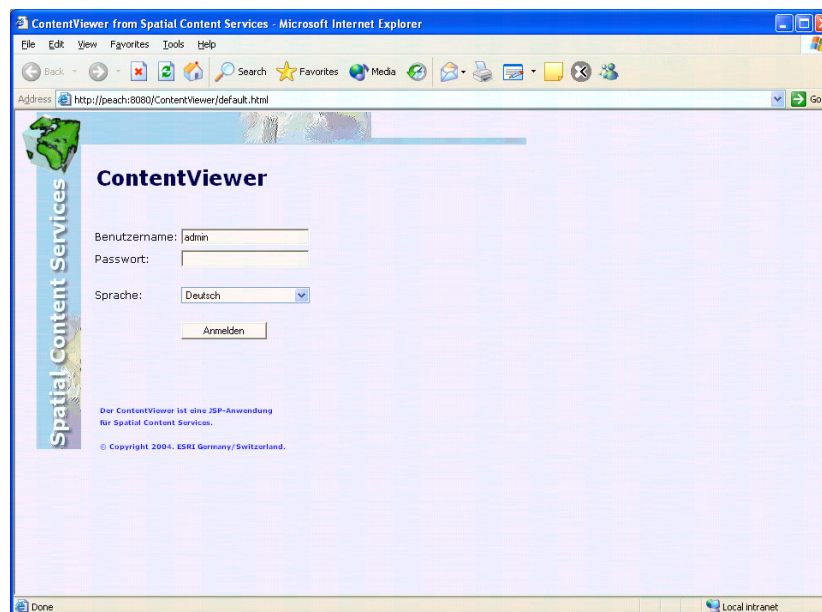 ContentViewer from Spatial Content Services - Microsoft Internet Explorer
File Edit View Favorites Tools Help
Back Search Favorites Media
Address http://peach:8080/ContentViewer/default.html Go
Spatial Content Services
ContentViewer
Benutzername: admin
Passwort:
Sprache: Deutsch
Anmelden
Der ContentViewer ist eine JSP-Anwendung
für Spatial Content Services.
© Copyright 2004. ESRI Germany/Switzerland.
Done Local intranet